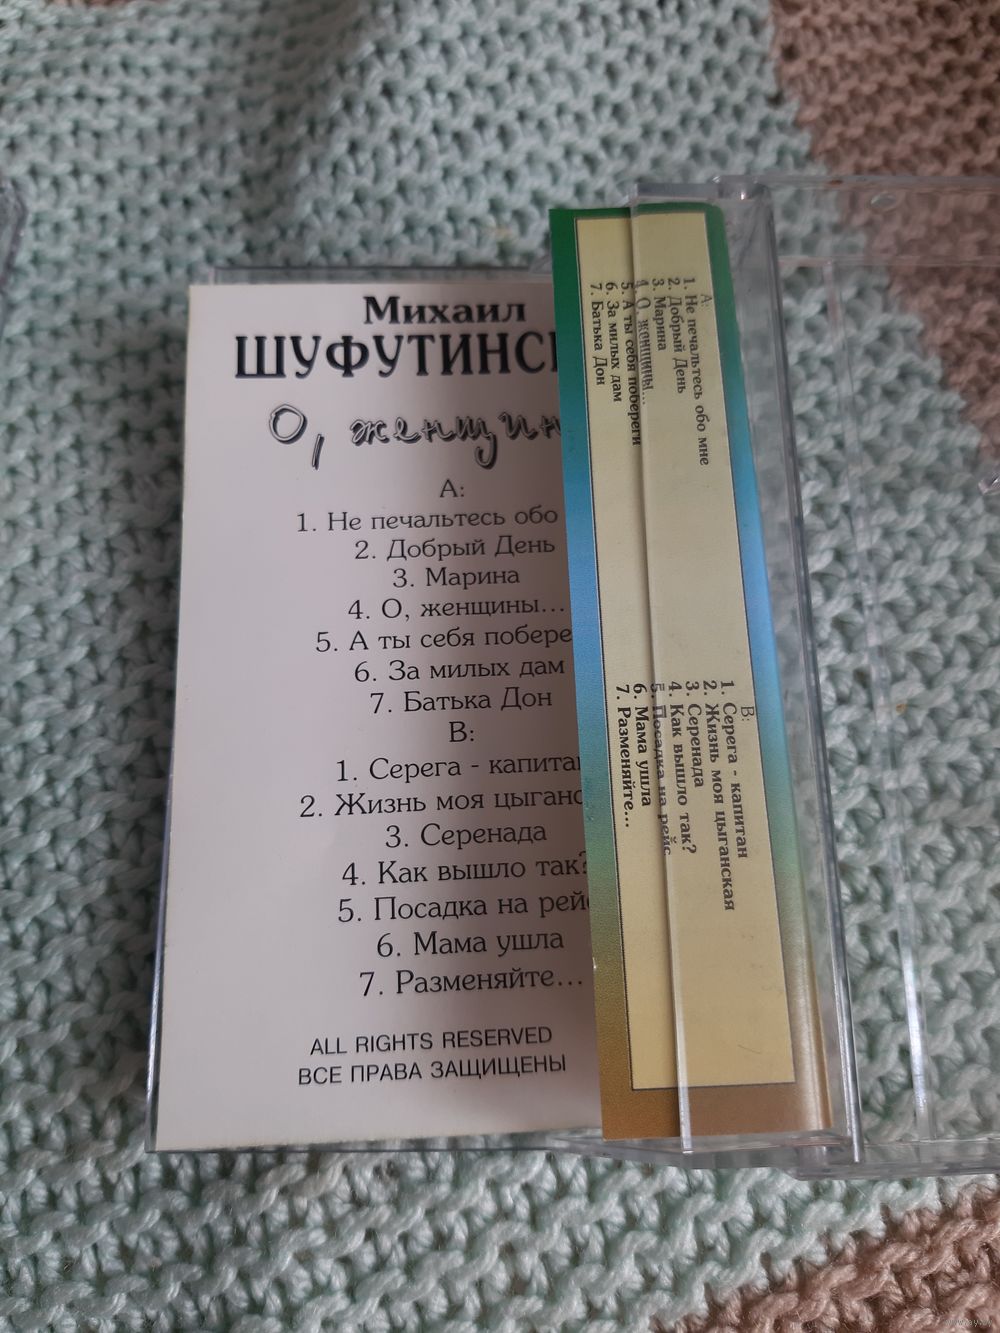 Михаил
ШУФУТИНС
О, женщин
А:
1. Не печальтесь обо
2. Добрый День
3. Марина
4. О, женщины...
5. А ты себя побере
6. За милых дам
7. Батька Дон
В:
1. Серега - капитан
2. Жизнь моя цыганс
3. Серенада
4. Как вышло так?
5. Посадка на рейс
6. Мама ушла
7. Разменяйте...
ALL RIGHTS RESERVED
ВСЕ ПРАВА ЗАЩИЩЕНЫ
А:
1. Не печальтесь обо мне
2. Добрый День
3. Марина
4. О, женщины...
5. А ты себя побереги
6. За милых дам
7. Батька Дон
В:
1. Серега - капитан
2. Жизнь моя цыганская
3. Серенада
4. Как вышло так?
5. Посадка на рейс
6. Мама ушла
7. Разменяйте...